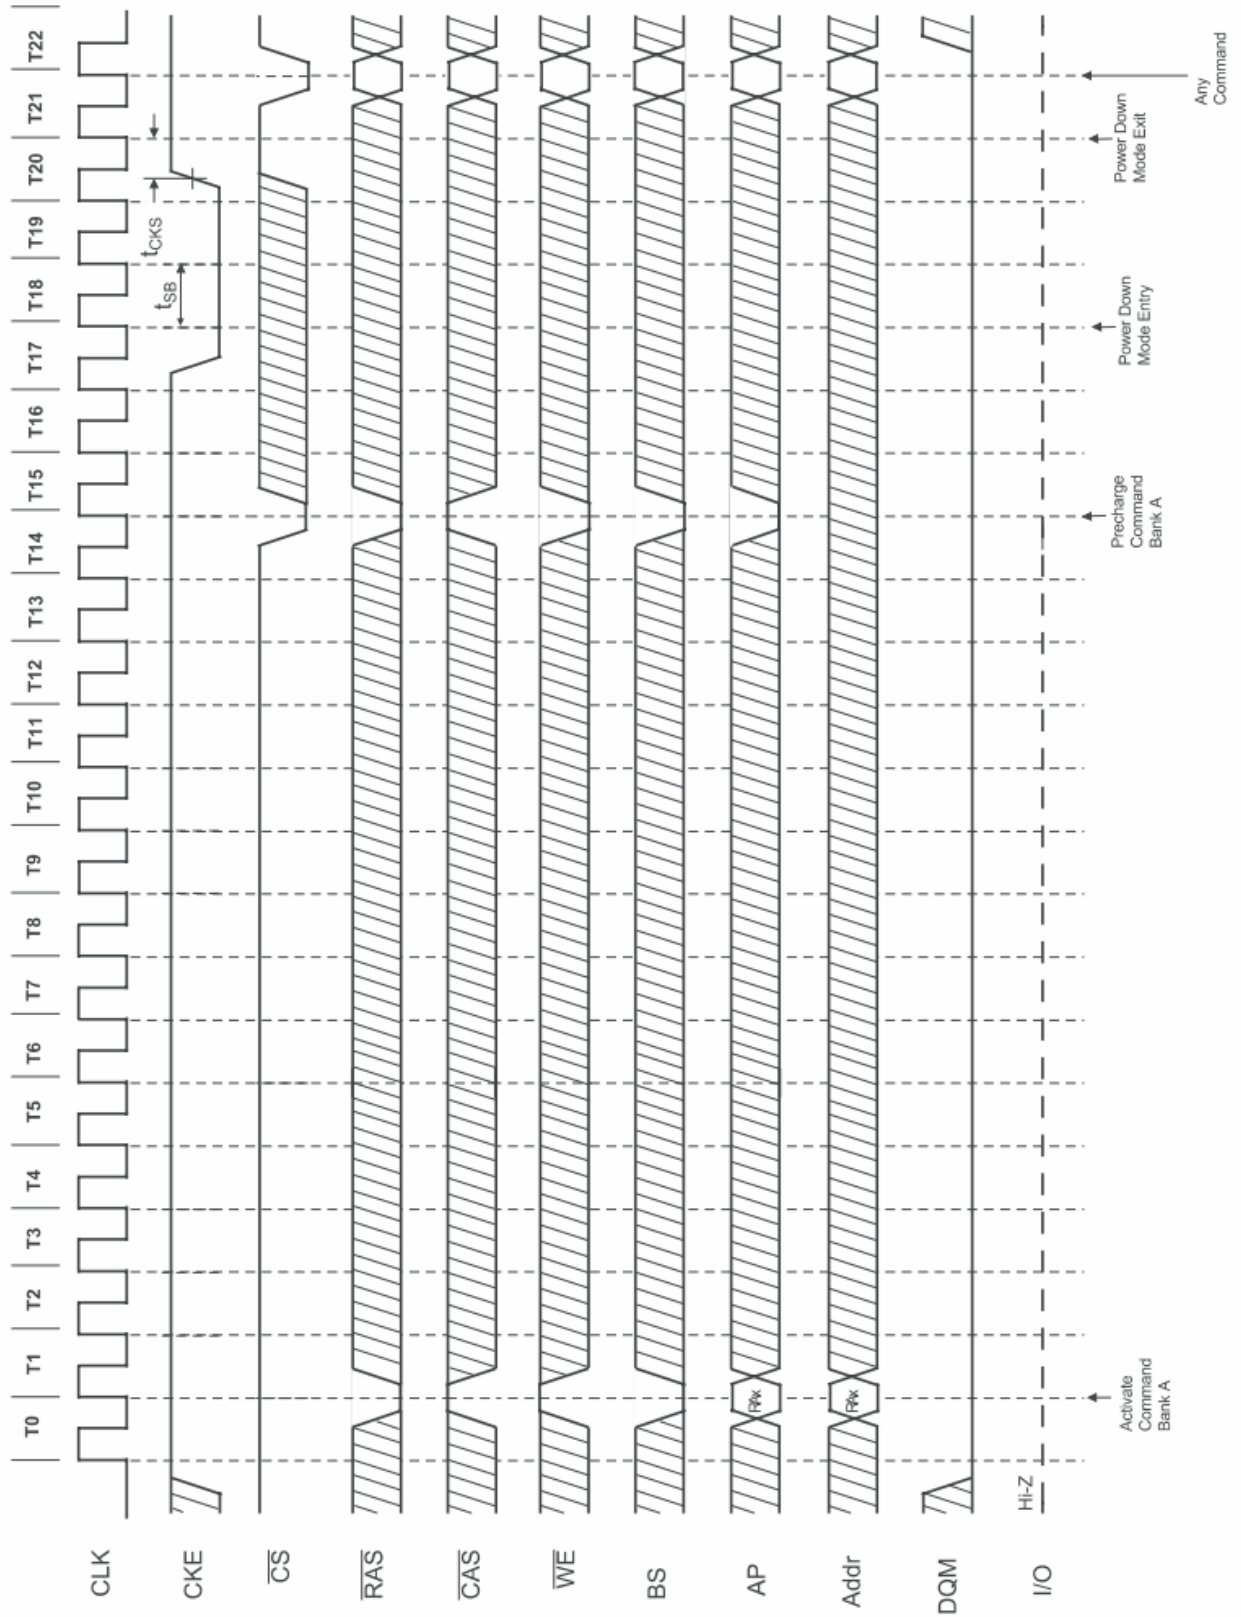 T0 T1 T2 T3 T4 T5 T6 T7 T8 T9 T10 T11 T12 T13 T14 T15 T16 T17 T18 T19 T20 T21 T22
CLK
CKE
tSB
tCKS
CS
RAS
CAS
WE
BS
AP
RAx
Addr
RAx
DQM
Hi-Z
I/O
Activate
Command
Bank A
Precharge
Command
Bank A
Power Down
Mode Entry
Power Down
Mode Exit
Any
Command